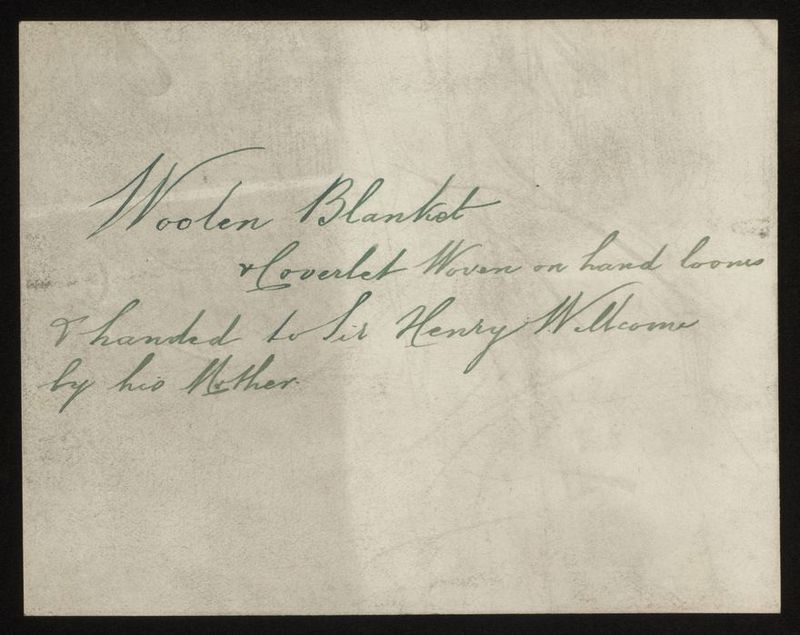 Woolen Blanket
& Coverlet Woven on hand looms
& handed to Sir Henry Wellcome
by his Mother.